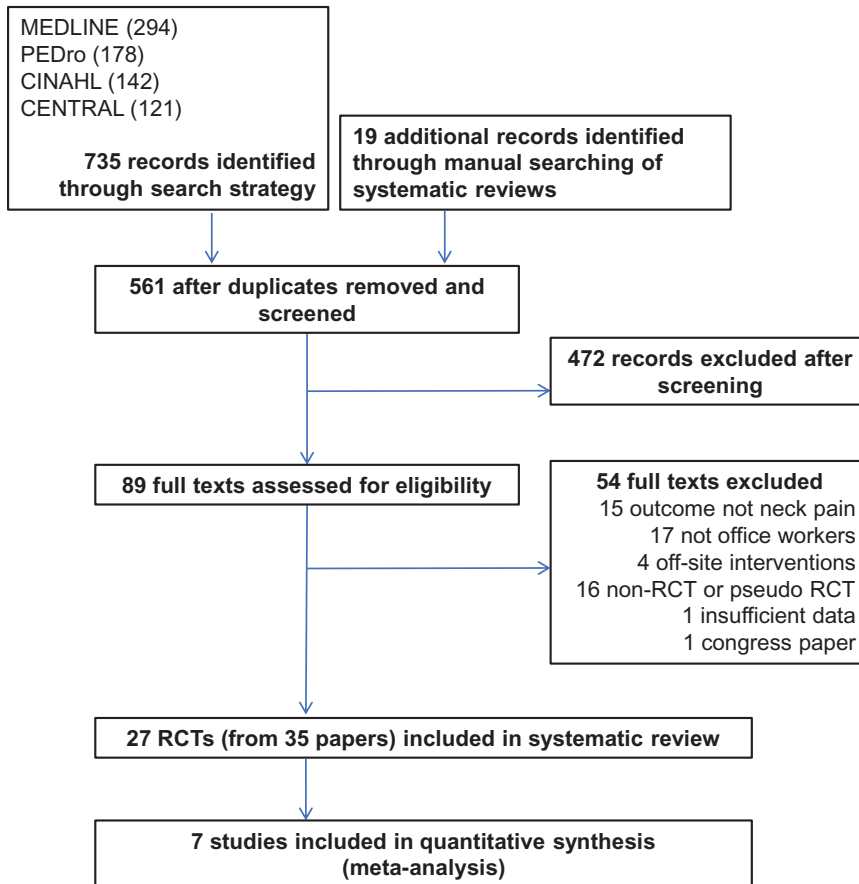 MEDLINE (294)
PEDro (178)
CINAHL (142)
CENTRAL (121)
735 records identified
through search strategy
19 additional records identified
through manual searching of
systematic reviews
561 after duplicates removed and
screened
472 records excluded after
screening
89 full texts assessed for eligibility
54 full texts excluded
15 outcome not neck pain
17 not office workers
4 off-site interventions
16 non-RCT or pseudo RCT
1 insufficient data
1 congress paper
27 RCTs (from 35 papers) included in systematic review
7 studies included in quantitative synthesis
(meta-analysis)